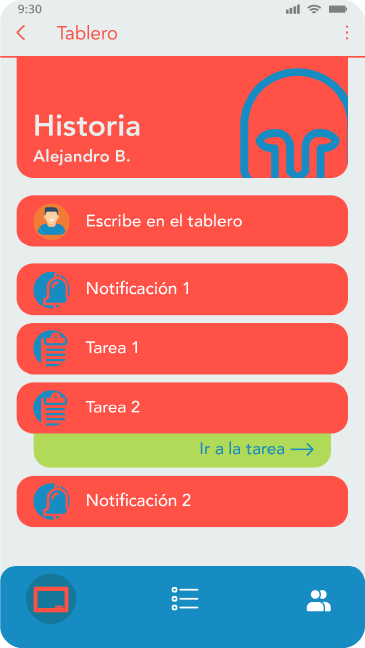 9:30
Tablero
Historia
Alejandro B.
Escribe en el tablero
Notificación 1
Tarea 1
Tarea 2
Ir a la tarea
Notificación 2